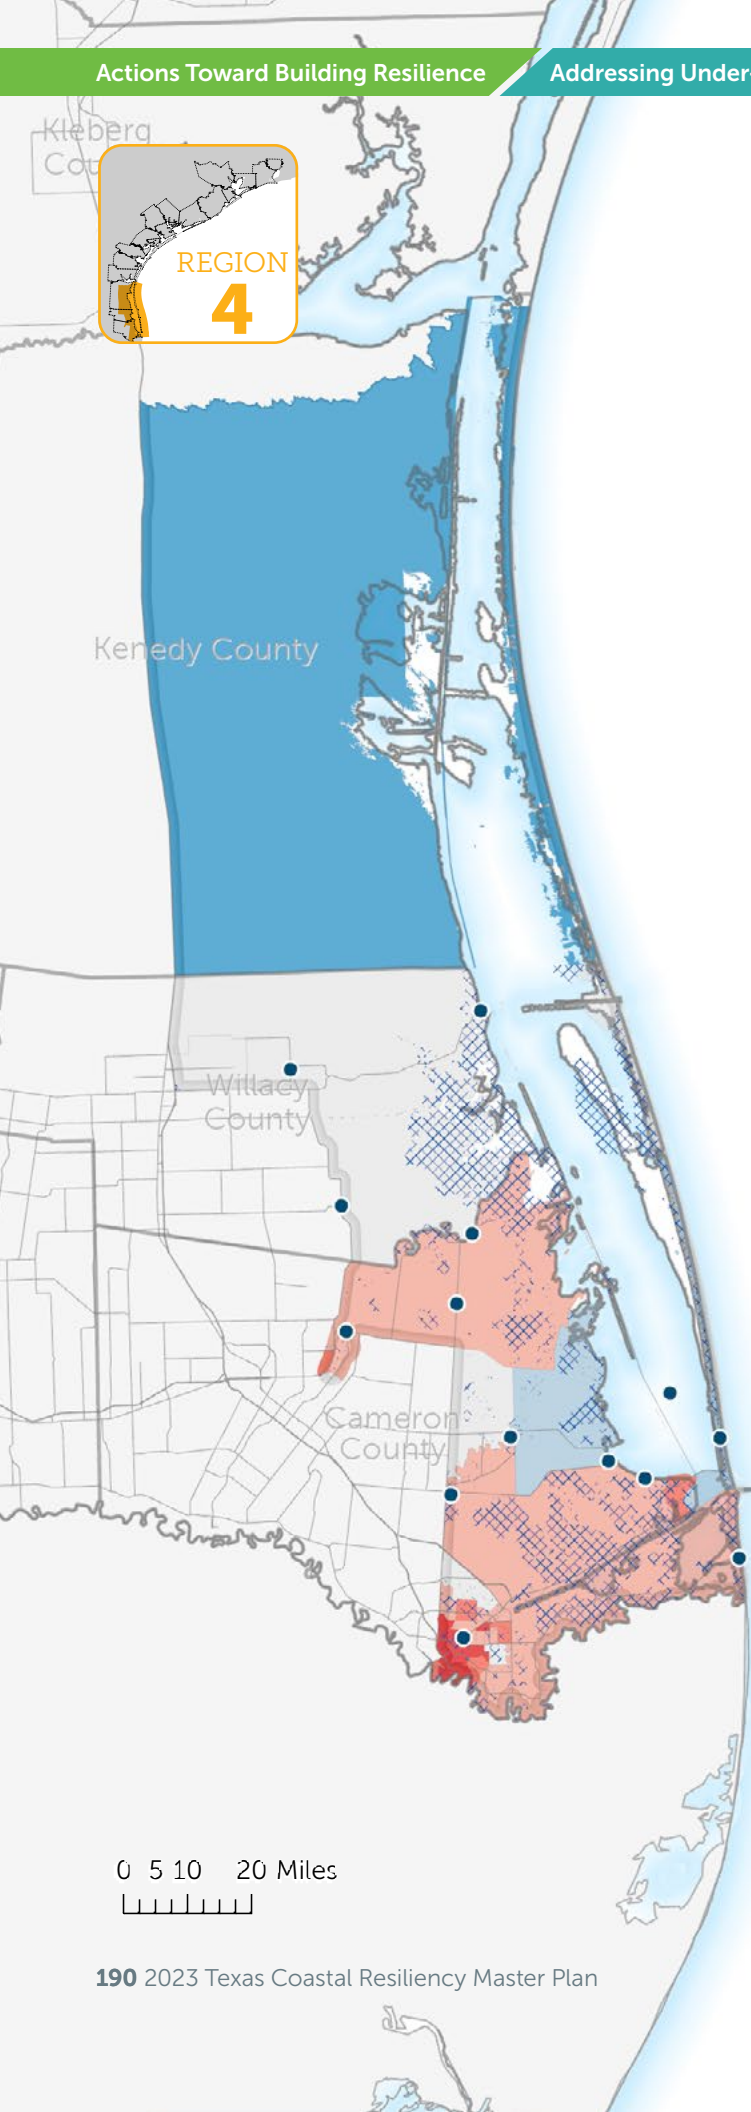 Actions Toward Building Resilience
Addressing Under-
Kleberg
REGION
4
Kenedy County
Willacy
County
Cameron
County
0 5 10 20 Miles
190 2023 Texas Coastal Resiliency Master Plan